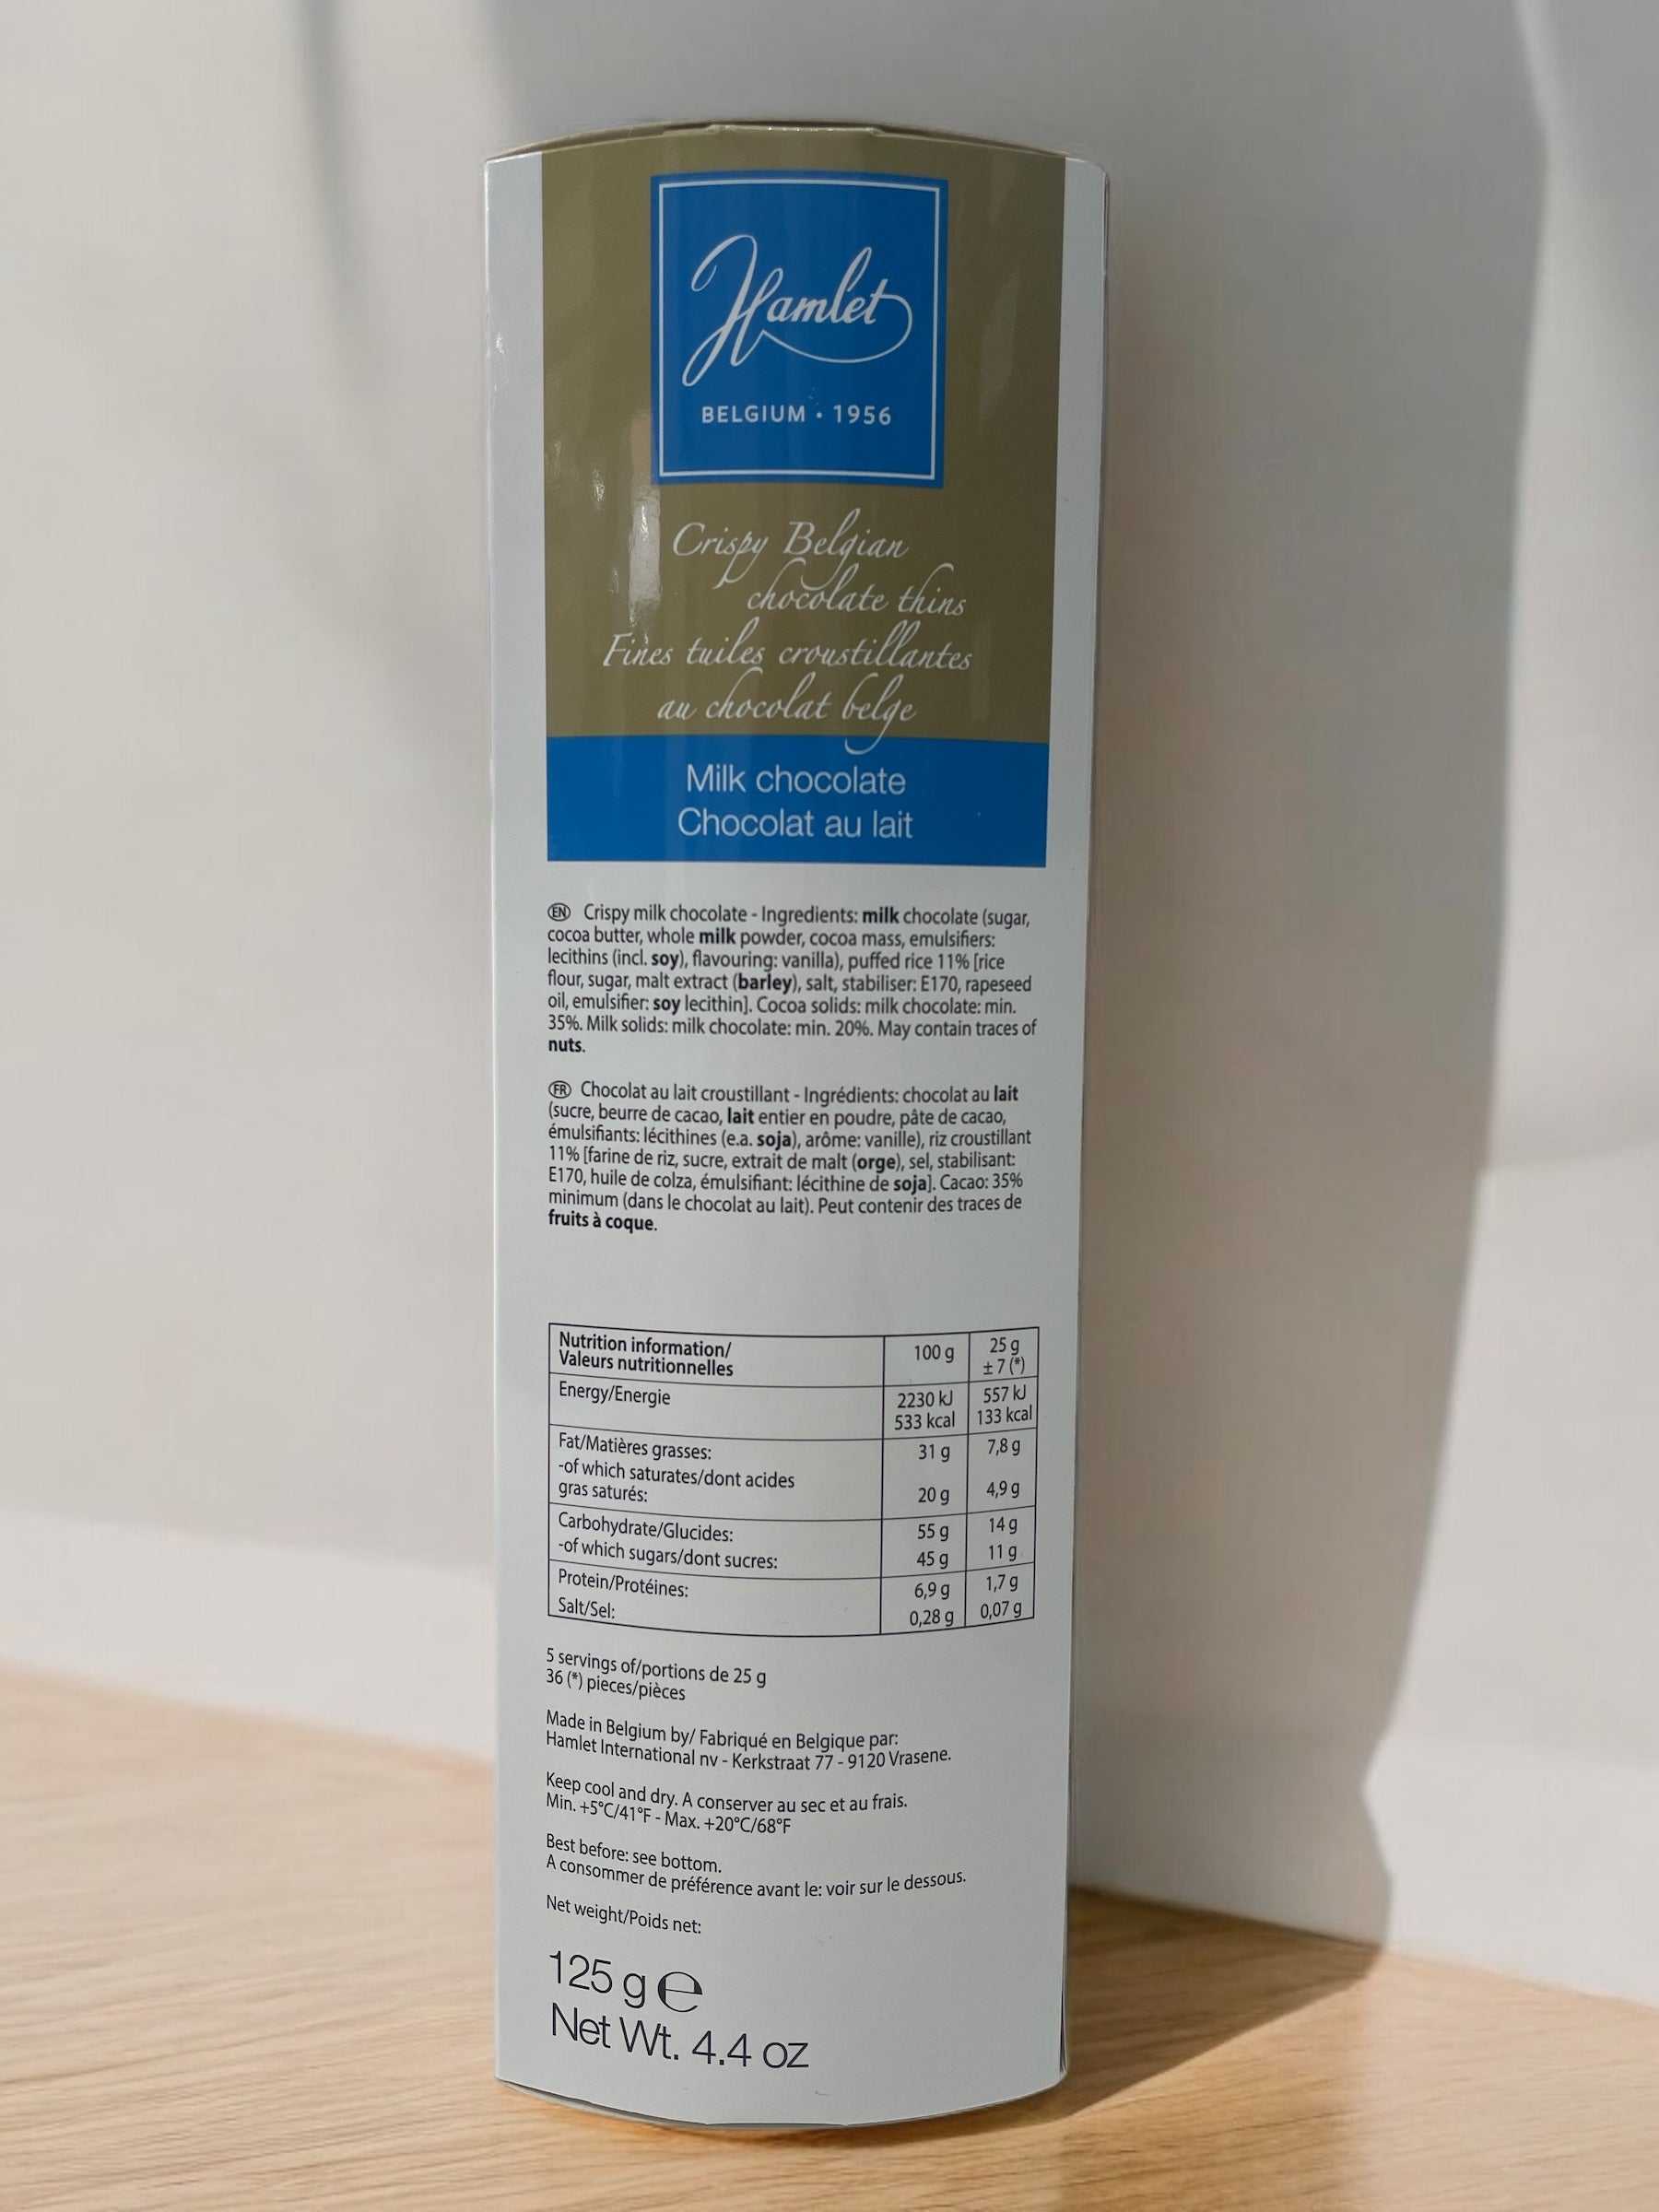 Hamlet
BELGIUM • 1956
Crispy Belgian
chocolate thins
Fines tuiles croustillantes
au chocolat belge
Milk chocolate
Chocolat au lait
EN Crispy milk chocolate - Ingredients: milk chocolate (sugar,
cocoa butter, whole milk powder, cocoa mass, emulsifiers:
lecithins (incl. soy), flavouring: vanilla), puffed rice 11% [rice
flour, sugar, malt extract (barley), salt, stabiliser: E170, rapeseed
oil, emulsifier: soy lecithin]. Cocoa solids: milk chocolate: min.
35%. Milk solids: milk chocolate: min. 20%. May contain traces of
nuts.
FR Chocolat au lait croustillant - Ingrédients: chocolat au lait
(sucre, beurre de cacao, lait entier en poudre, pâte de cacao,
émulsifiants: lécithines (e.a. soja), arôme: vanille), riz croustillant
11% [farine de riz, sucre, extrait de malt (orge), sel, stabilisant:
E170, huile de colza, émulsifiant: lécithine de soja]. Cacao: 35%
minimum (dans le chocolat au lait). Peut contenir des traces de
fruits à coque.
Nutrition information/ 100 g 25 g
Valeurs nutritionnelles ±7 (*)
Energy/Energie 2230 kJ 557 kJ
533 kcal 133 kcal
Fat/Matières grasses: 31 g 7,8 g
-of which saturates/dont acides
gras saturés: 20 g 4,9 g
Carbohydrate/Glucides: 55 g 14 g
-of which sugars/dont sucres: 45 g 11 g
Protein/Protéines: 6,9 g 1,7 g
Salt/Sel: 0,28 g 0,07 g
5 servings of/portions de 25 g
36 (*) pieces/pièces
Made in Belgium by/ Fabriqué en Belgique par:
Hamlet International nv - Kerkstraat 77 - 9120 Vrasene.
Keep cool and dry. A conserver au sec et au frais.
Min. +5°C/41°F - Max. +20°C/68°F
Best before: see bottom.
A consommer de préférence avant le: voir sur le dessous.
Net weight/Poids net:
125 g e
Net Wt. 4.4 oz